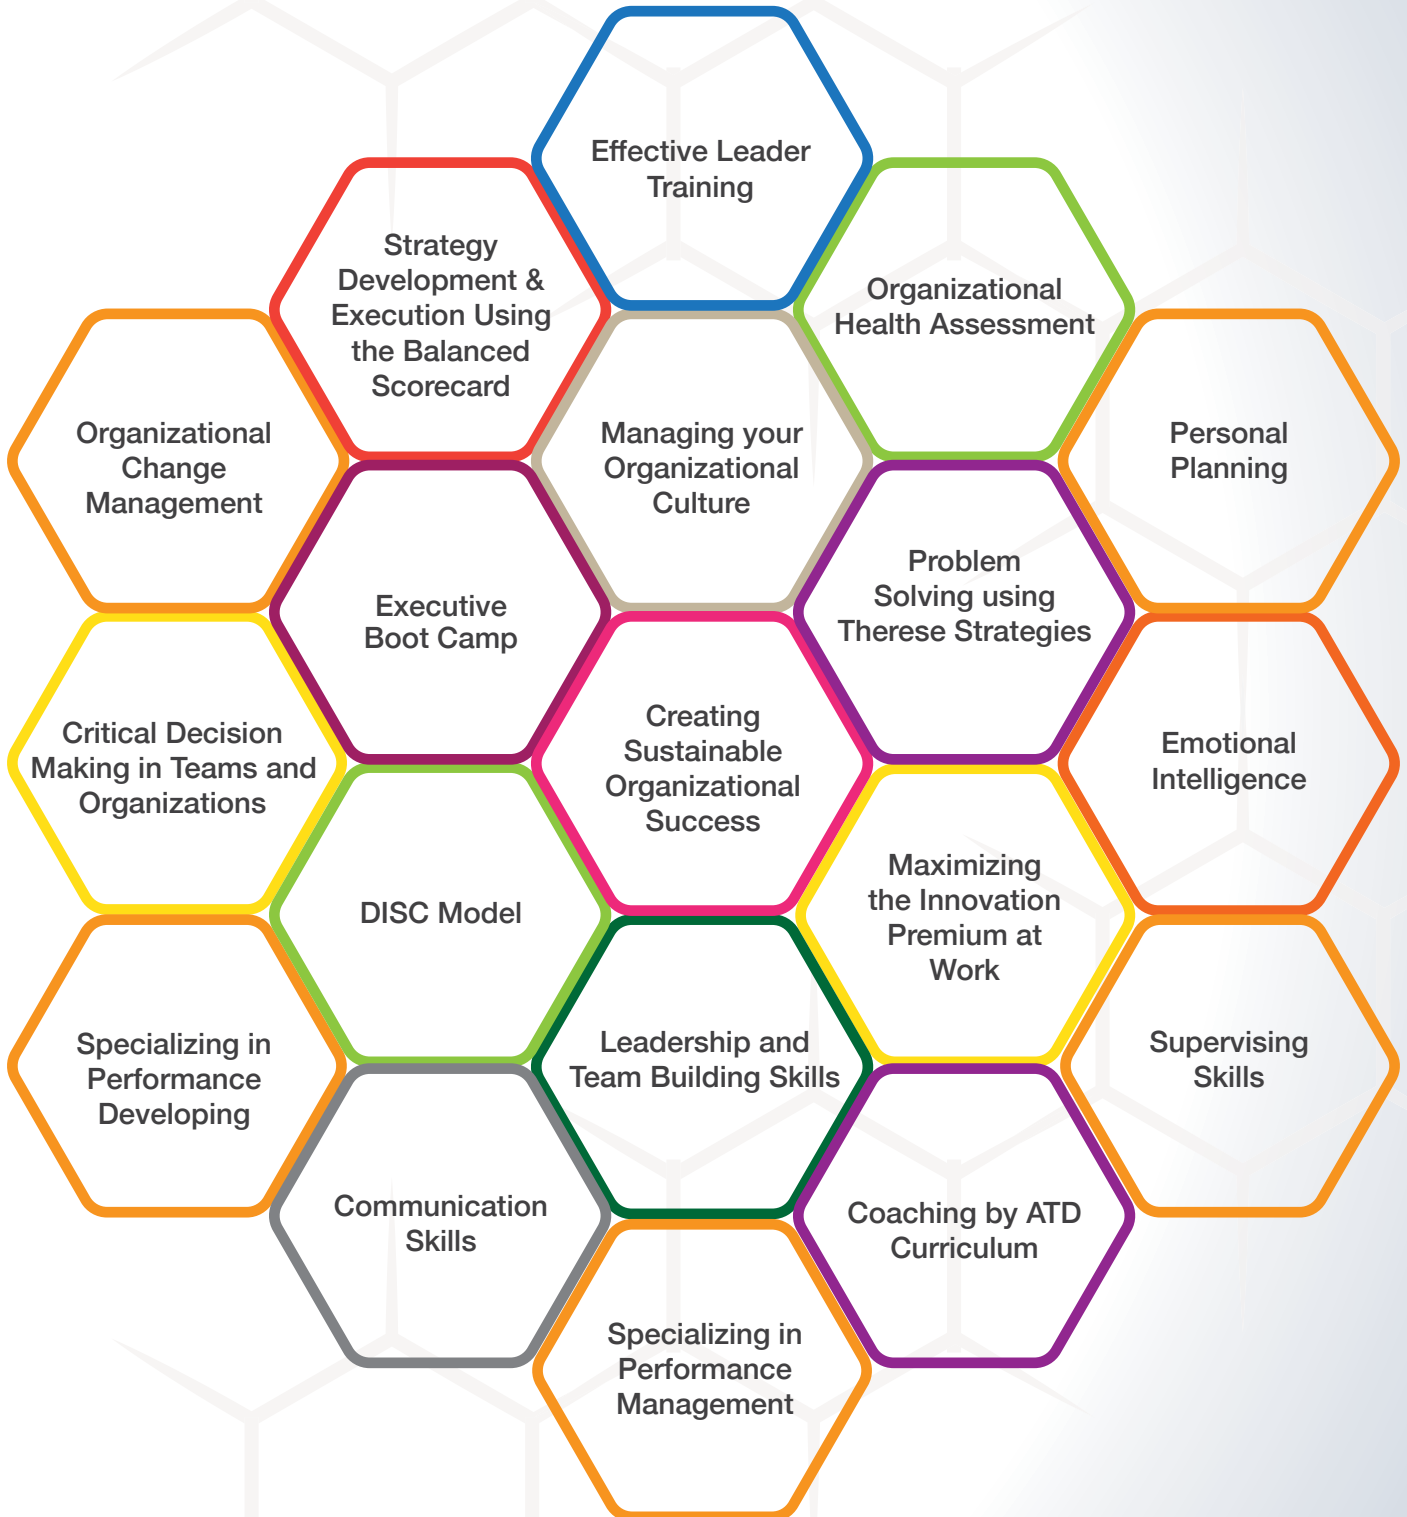 Effective Leader
Training
Strategy
Development &
Execution Using
the Balanced
Scorecard
Organizational
Health Assessment
Organizational
Change
Management
Managing your
Organizational
Culture
Personal
Planning
Executive
Boot Camp
Problem
Solving using
Therese Strategies
Critical Decision
Making in Teams and
Organizations
Creating
Sustainable
Organizational
Success
Emotional
Intelligence
DISC Model
Maximizing
the Innovation
Premium at
Work
Specializing in
Performance
Developing
Leadership and
Team Building Skills
Supervising
Skills
Communication
Skills
Coaching by ATD
Curriculum
Specializing in
Performance
Management